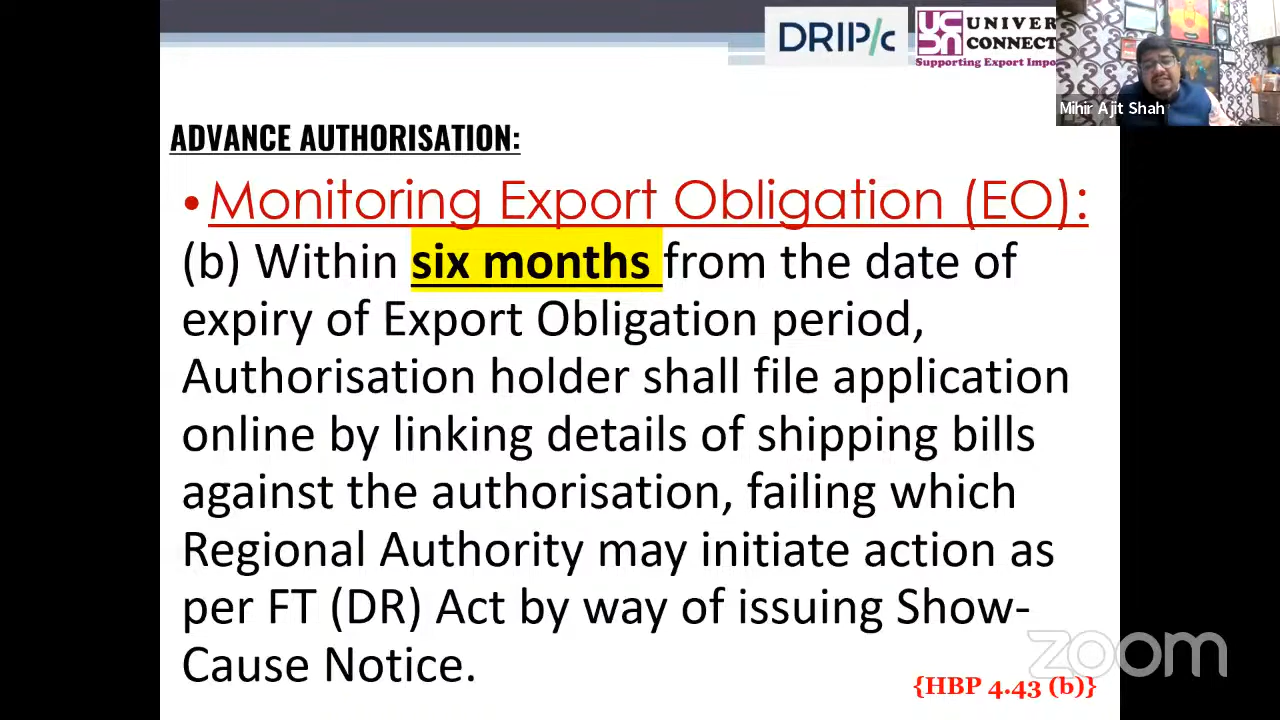 DRIP/c
UNIVER
CONNECT
Supporting Export Impo
Mihir Ajit Shah
ADVANCE AUTHORISATION:
•Monitoring Export Obligation (EO):
(b) Within six months from the date of
expiry of Export Obligation period,
Authorisation holder shall file application
online by linking details of shipping bills
against the authorisation, failing which
Regional Authority may initiate action as
per FT (DR) Act by way of issuing Show-
Cause Notice.
zoom
{HBP 4.43 (b)}